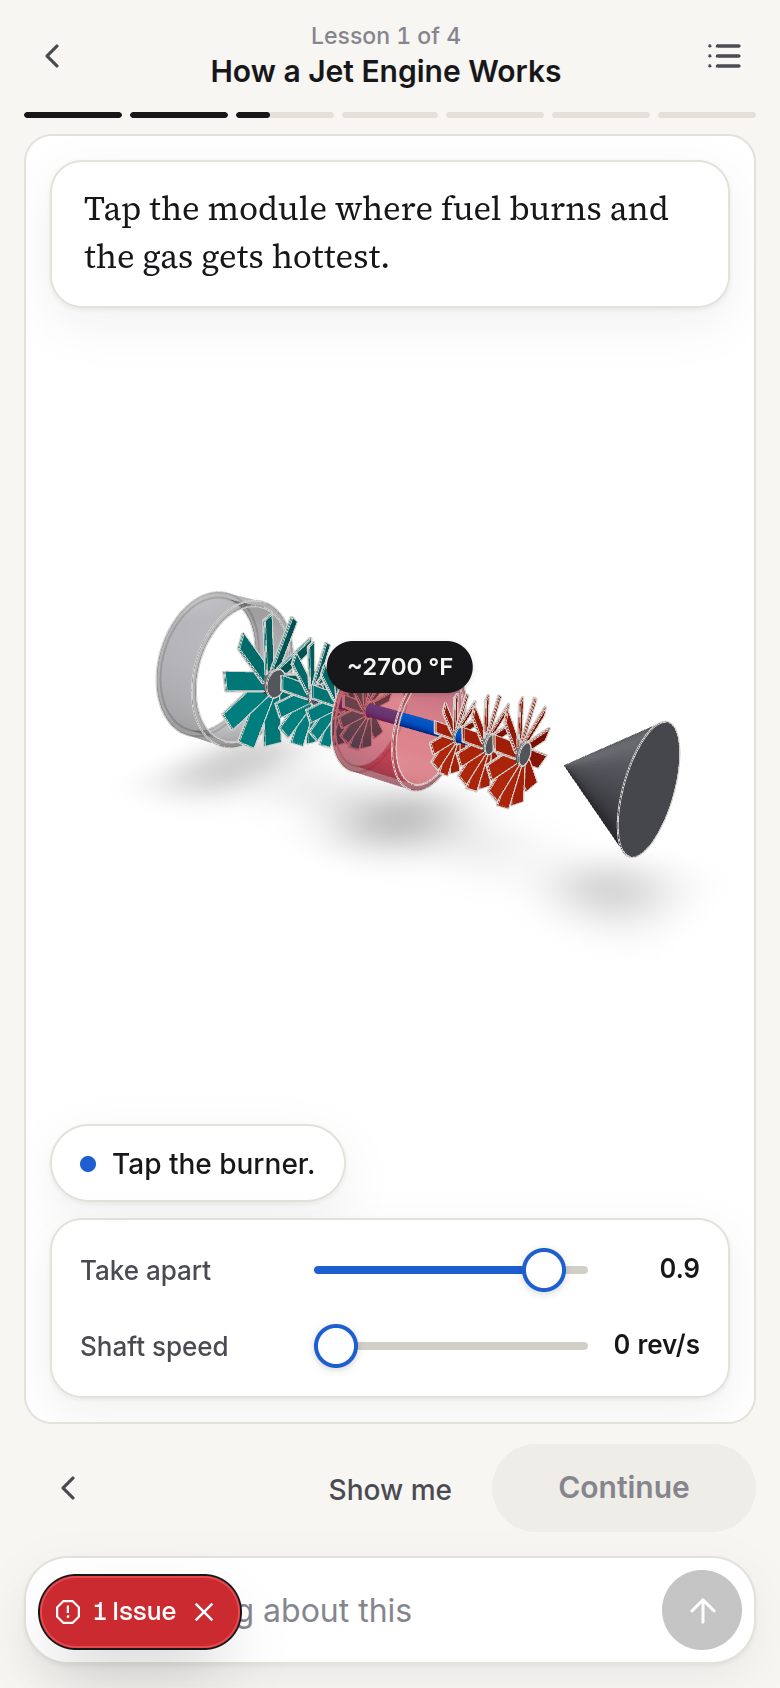 Lesson 1 of 4
How a Jet Engine Works
Tap the module where fuel burns and
the gas gets hottest.
~2700 °F
Tap the burner.
Take apart
0.9
Shaft speed
0 rev/s
Show me
Continue
1 Issue
about this